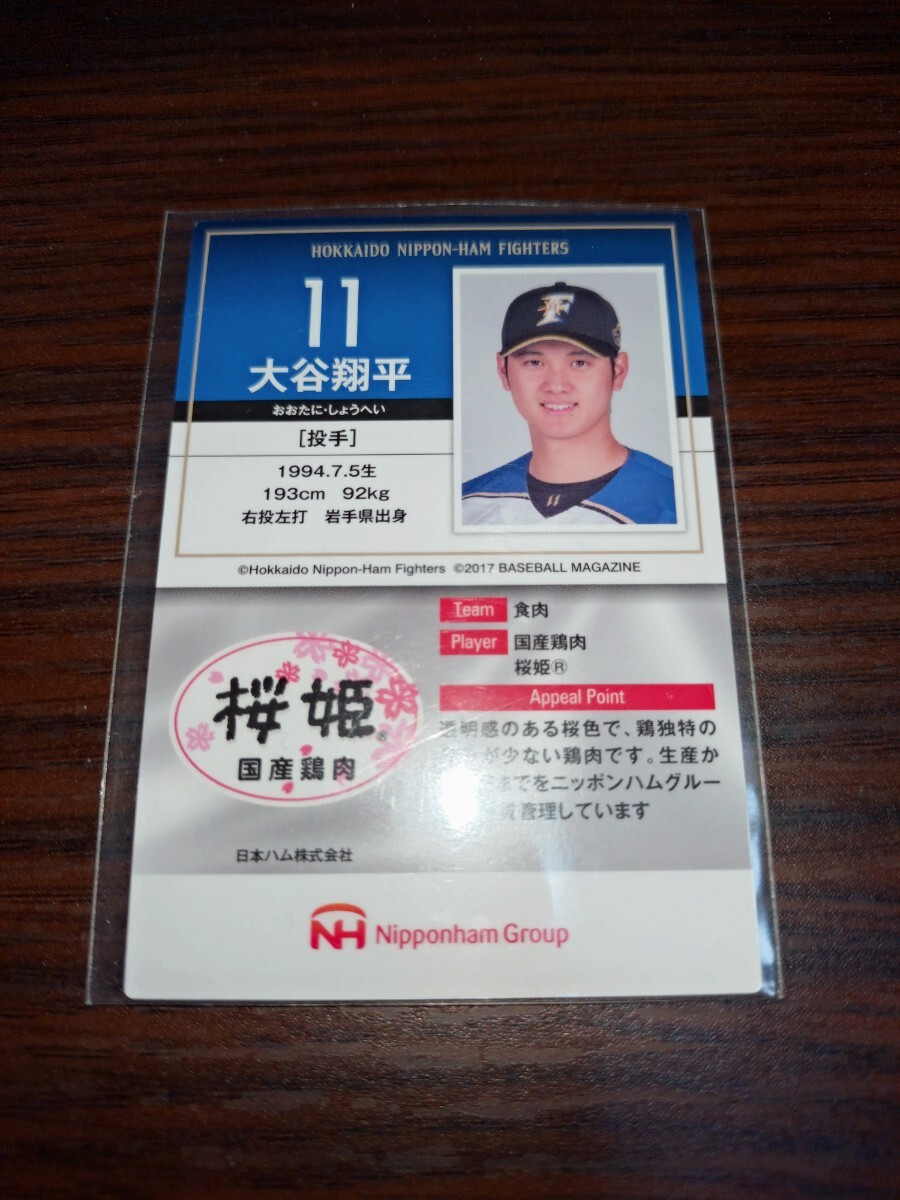 HOKKAIDO NIPPON-HAM FIGHTERS
11
大谷翔平
おおたに・しょうへい
[投手]
1994.7.5生
193cm 92kg
右投左打 岩手県出身
©Hokkaido Nippon-Ham Fighters ©2017 BASEBALL MAGAZINE
Team 食肉
Player 国産鶏肉
桜姫®
Appeal Point
透明感のある桜色で、鶏独特の
が少ない鶏肉です。生産か
までをニッポンハムグルー
管理しています
桜姫®
国産鶏肉
日本ハム株式会社
NH Nipponham Group
F
11